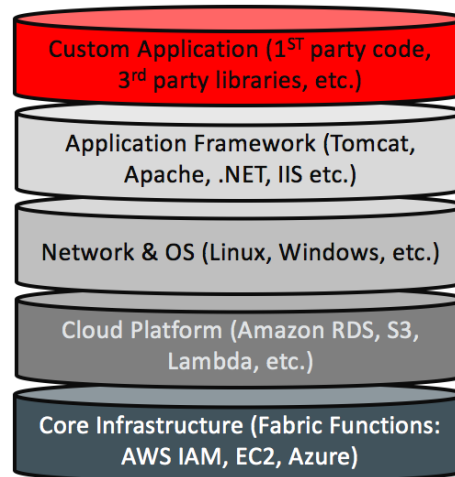 Custom Application (1ST party code,
3rd party libraries, etc.)
Application Framework (Tomcat,
Apache, .NET, IIS etc.)
Network & OS (Linux, Windows, etc.)
Cloud Platform (Amazon RDS, S3,
Lambda, etc.)
Core Infrastructure (Fabric Functions:
AWS IAM, EC2, Azure)